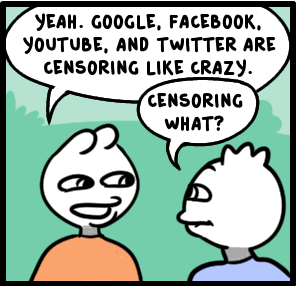 YEAH. GOOGLE, FACEBOOK,
YOUTUBE, AND TWITTER ARE
CENSORING LIKE CRAZY.
CENSORING
WHAT?